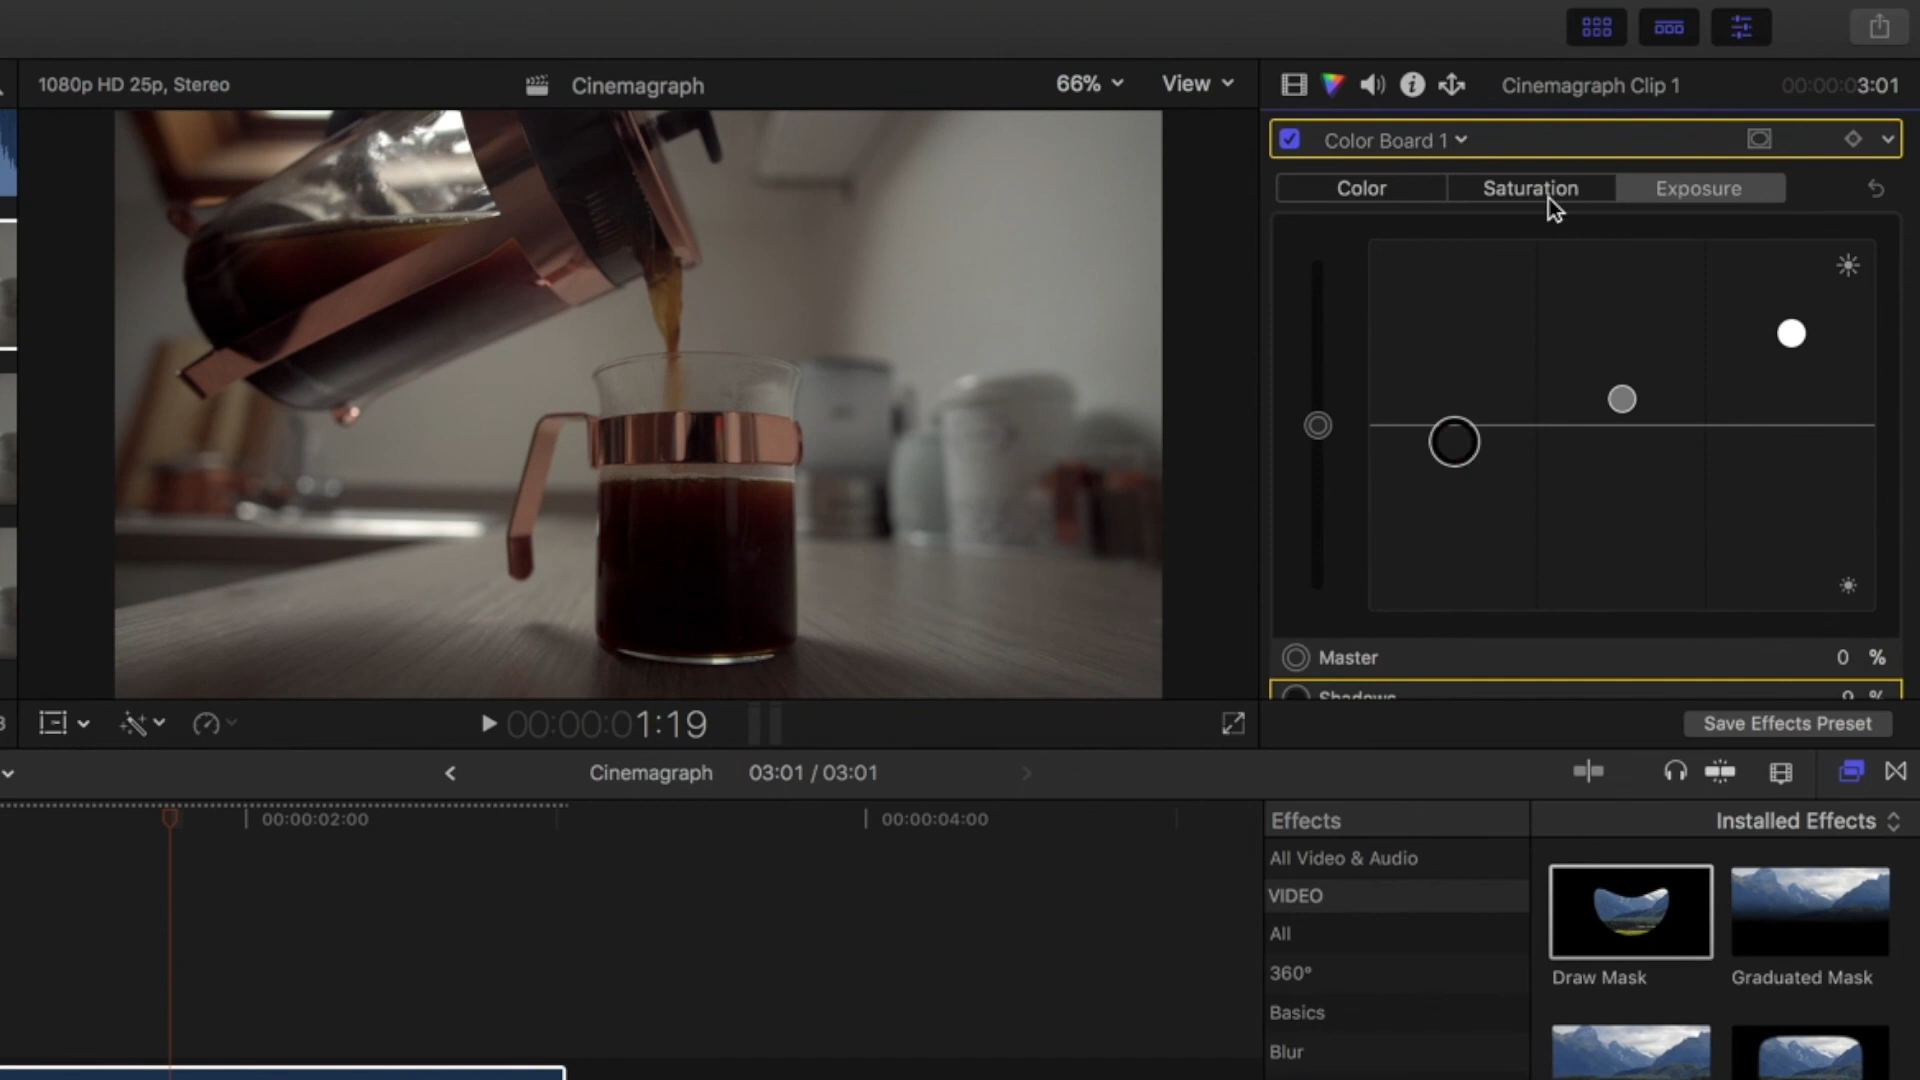 1080p HD 25p, Stereo
Cinemagraph
66%
View
Cinemagraph Clip 1
00:00:03:01
Color Board 1
Color
Saturation
Exposure
Master
0 %
Shadows
%
Save Effects Preset
00:00:01:19
Cinemagraph
03:01 / 03:01
00:00:02:00
00:00:04:00
Effects
Installed Effects
All Video & Audio
VIDEO
All
360°
Basics
Blur
Draw Mask
Graduated Mask